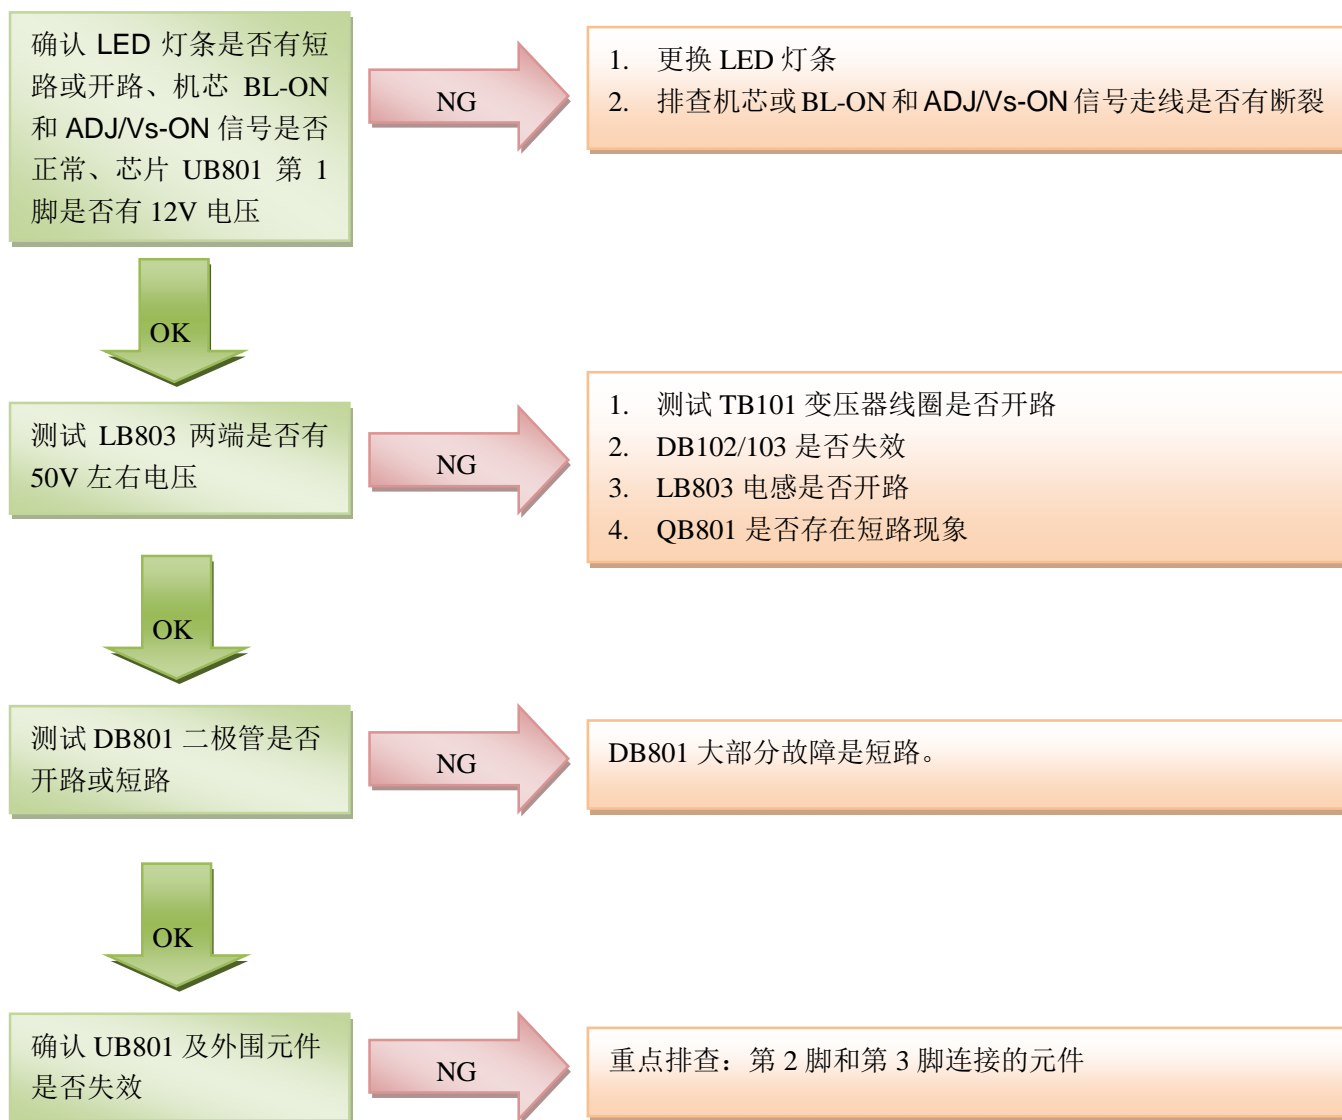 确认 LED 灯条是否有短
路或开路、机芯 BL-ON
和 ADJ/Vs-ON 信号是否
正常、芯片 UB801 第 1
脚是否有 12V 电压
NG
1. 更换 LED 灯条
2. 排查机芯或 BL-ON 和 ADJ/Vs-ON 信号走线是否有断裂
OK
测试 LB803 两端是否有
50V 左右电压
NG
1. 测试 TB101 变压器线圈是否开路
2. DB102/103 是否失效
3. LB803 电感是否开路
4. QB801 是否存在短路现象
OK
测试 DB801 二极管是否
开路或短路
NG
DB801 大部分故障是短路。
OK
确认 UB801 及外围元件
是否失效
NG
重点排查：第 2 脚和第 3 脚连接的元件